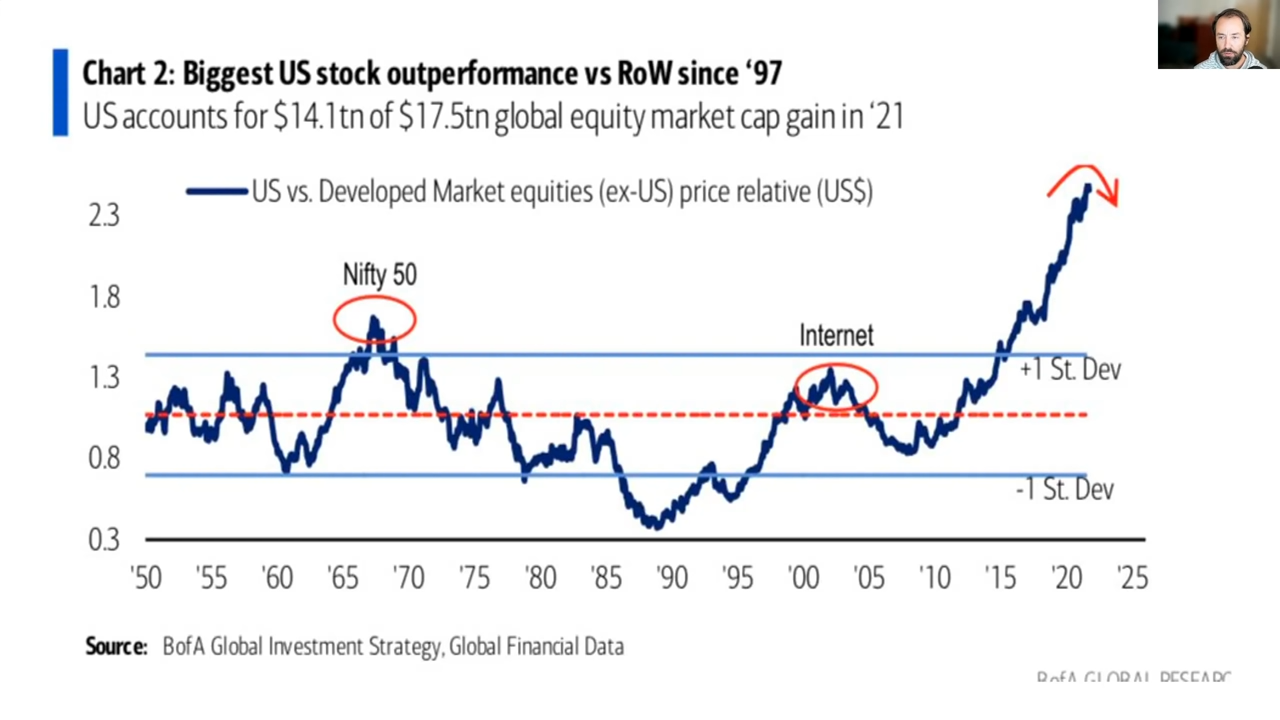 Chart 2: Biggest US stock outperformance vs RoW since ‘97
US accounts for $14.1tn of $17.5tn global equity market cap gain in ‘21
US vs. Developed Market equities (ex-US) price relative (US$)
2.3
Nifty 50
1.8
Internet
1.3
+1 St. Dev
0.8
-1 St. Dev
0.3
'50 '55 '60 '65 '70 '75 '80 '85 '90 '95 '00 '05 '10 '15 '20 '25
Source: BofA Global Investment Strategy, Global Financial Data
BofA GLOBAL RESEARC